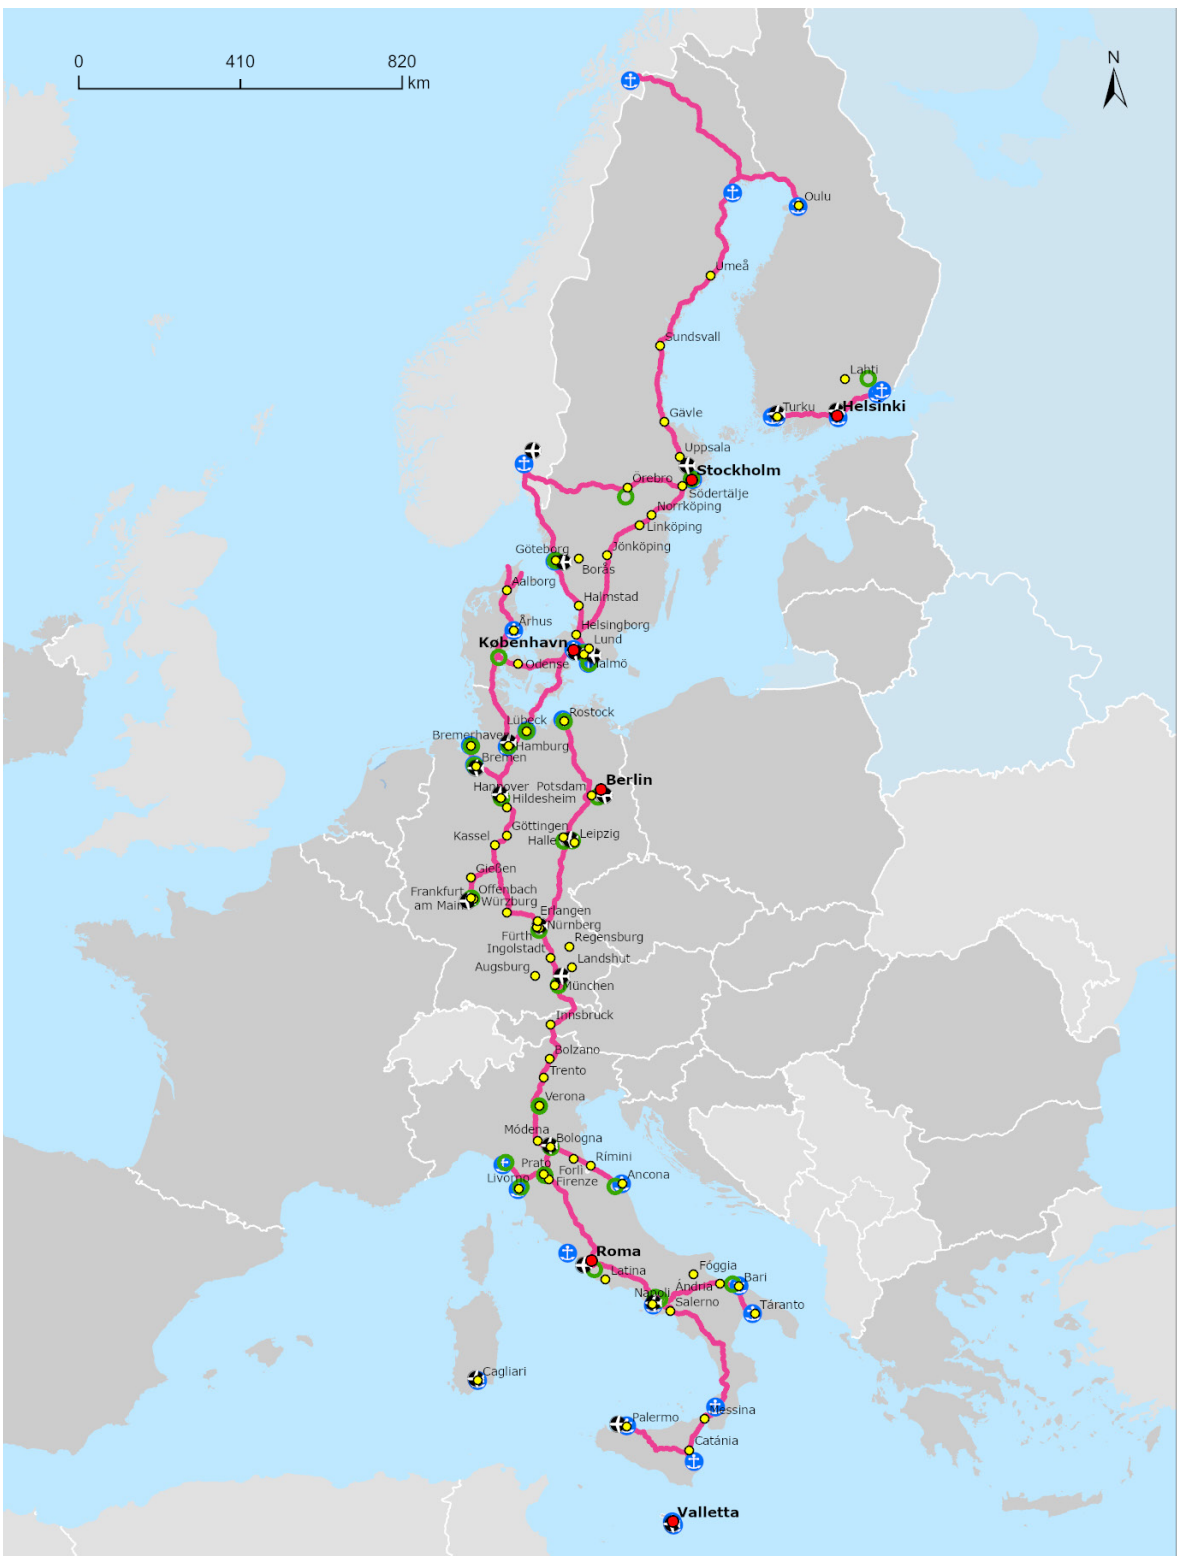 0 410 820
km
N
Oulu
Umeå
Sundsvall
Lahti
Turku
Helsinki
Gävle
Uppsala
Stockholm
Örebro
Södertälje
Norrköping
Linköping
Göteborg
Jönköping
Borås
Aalborg
Halmstad
Århus
Helsingborg
København
Lund
Odense
Malmö
Rostock
Lübeck
Bremerhaven
Hamburg
Bremen
Berlin
Hannover
Potsdam
Hildesheim
Göttingen
Leipzig
Kassel
Halle
Gießen
Frankfurt
am Main
Offenbach
Würzburg
Erlangen
Nürnberg
Fürth
Regensburg
Ingolstadt
Landshut
Augsburg
München
Innsbruck
Bolzano
Trento
Verona
Módena
Bologna
Rímini
Prato
Forlì
Livorno
Firenze
Ancona
Roma
Latina
Fóggia
Ándria
Bari
Napoli
Salerno
Táranto
Cagliari
Messina
Palermo
Catánia
Valletta